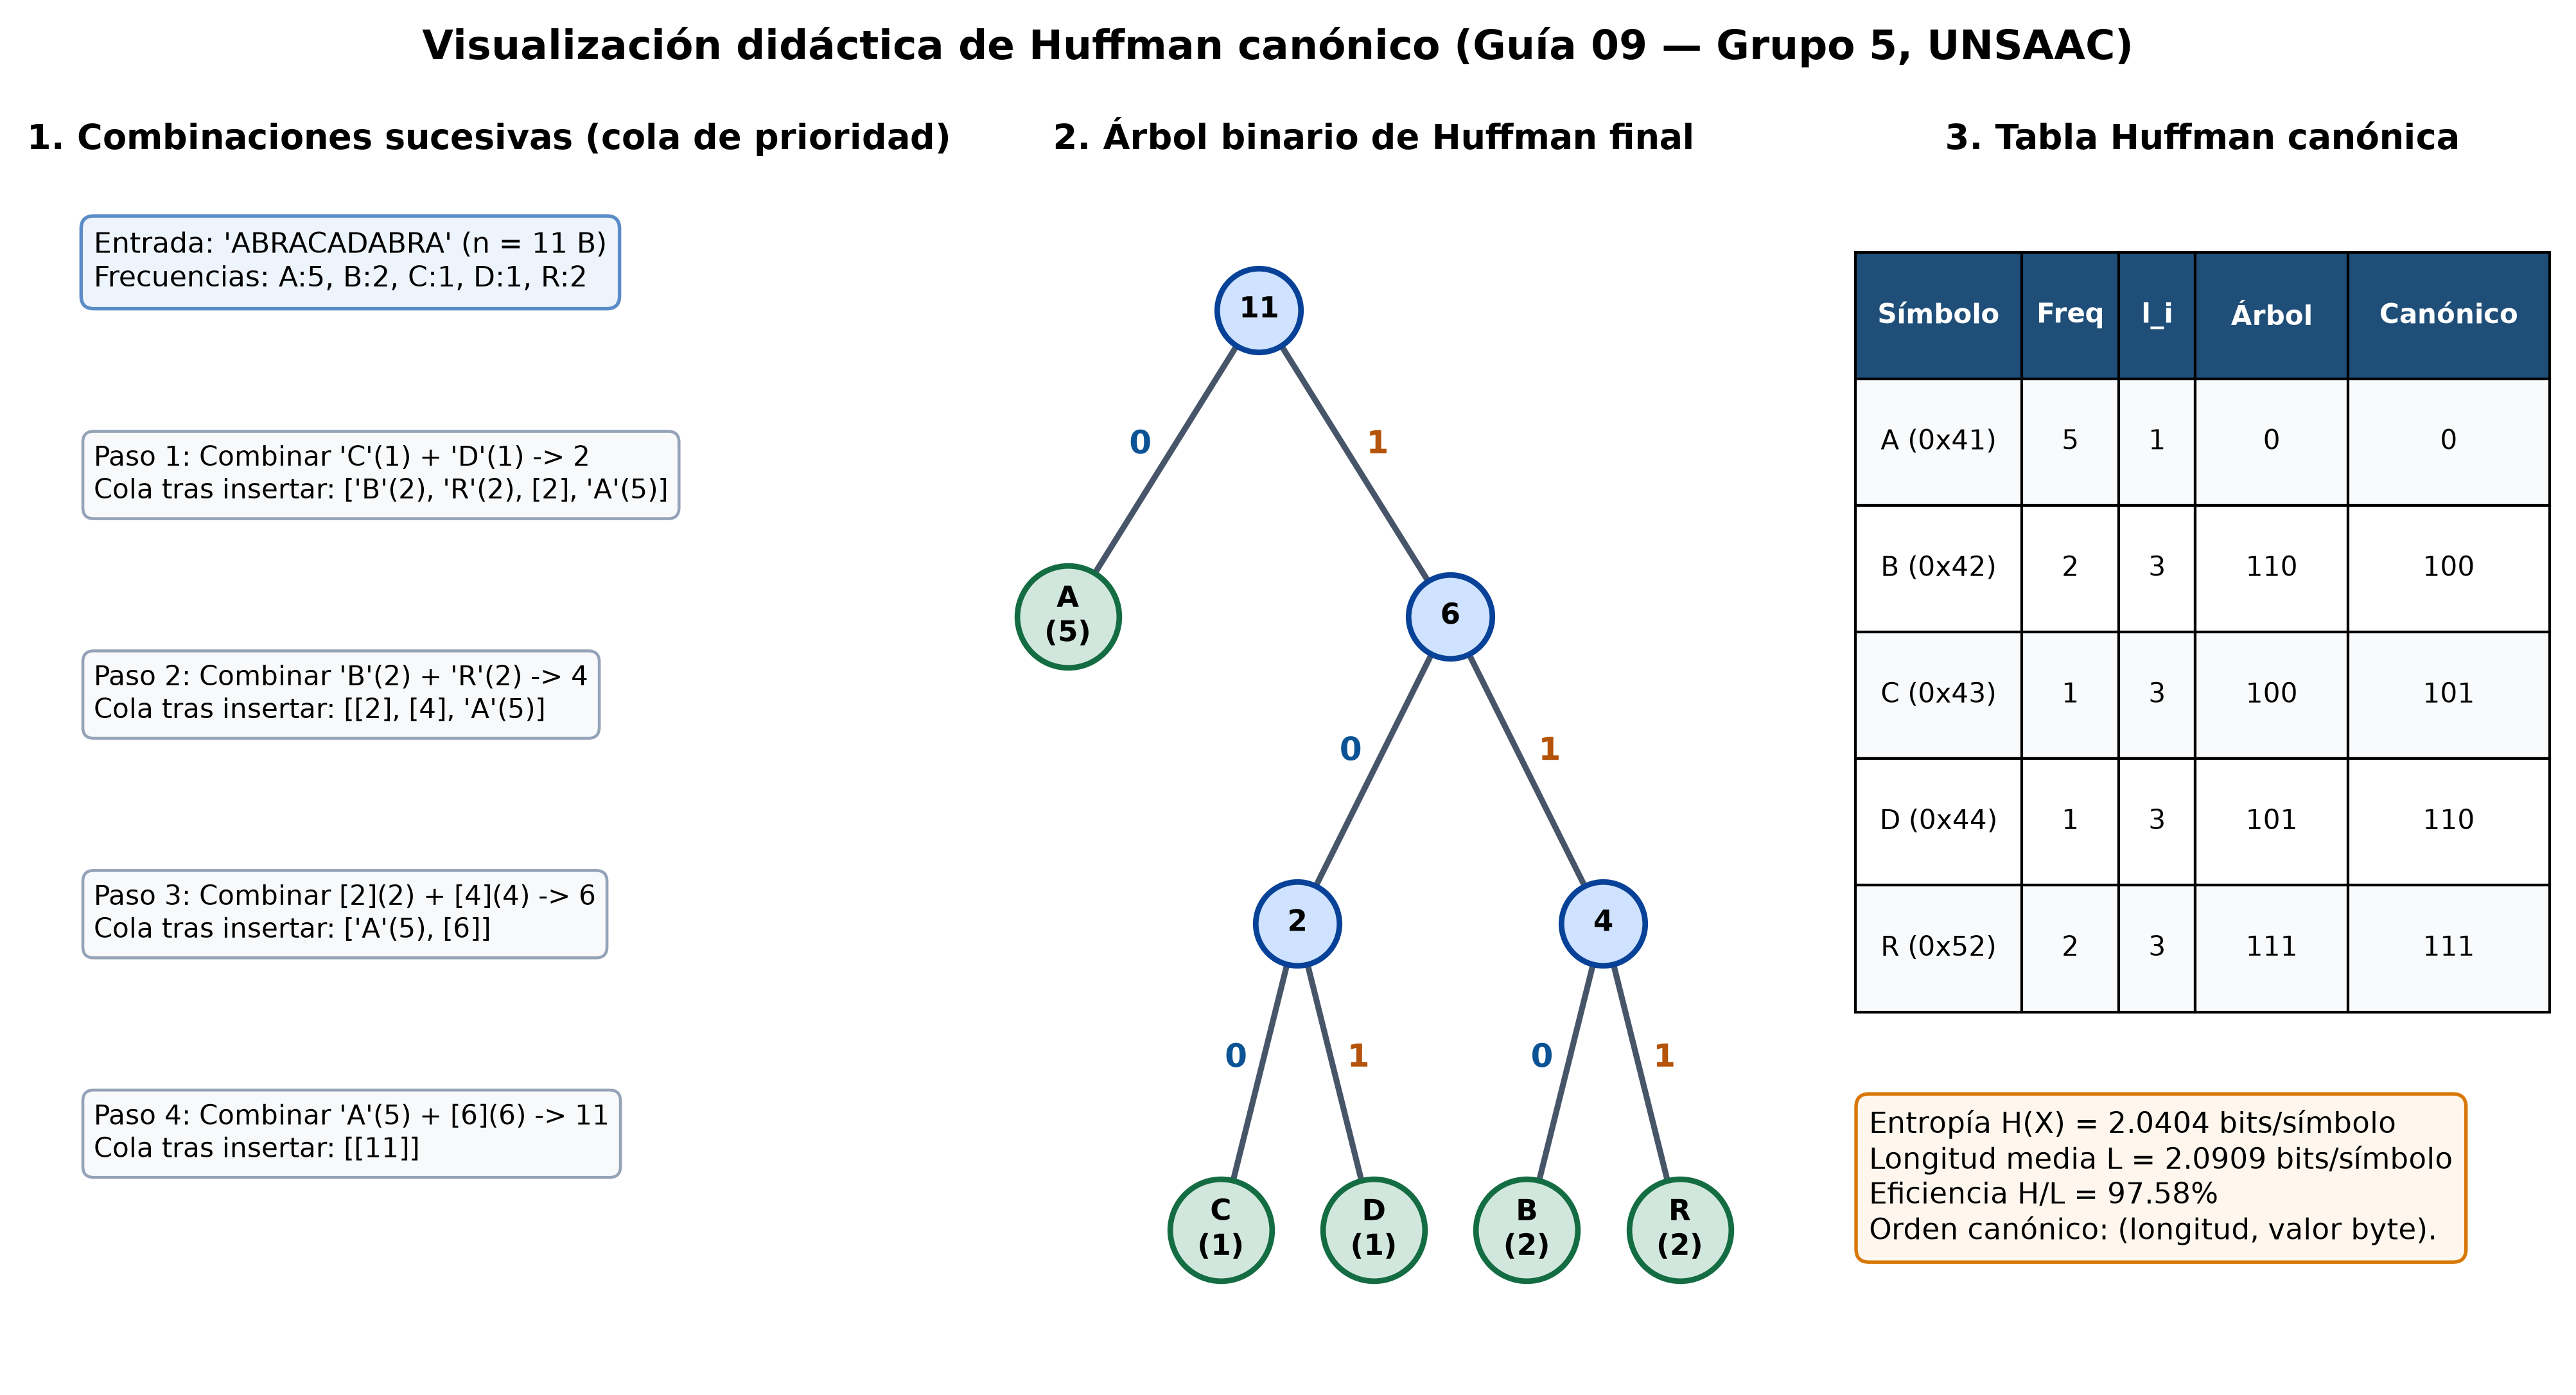 Visualización didáctica de Huffman canónico (Guía 09 — Grupo 5, UNSAAC)
1. Combinaciones sucesivas (cola de prioridad)
Entrada: 'ABRACADABRA' (n = 11 B)
Frecuencias: A:5, B:2, C:1, D:1, R:2
Paso 1: Combinar 'C'(1) + 'D'(1) -> 2
Cola tras insertar: ['B'(2), 'R'(2), [2], 'A'(5)]
Paso 2: Combinar 'B'(2) + 'R'(2) -> 4
Cola tras insertar: [[2], [4], 'A'(5)]
Paso 3: Combinar [2](2) + [4](4) -> 6
Cola tras insertar: ['A'(5), [6]]
Paso 4: Combinar 'A'(5) + [6](6) -> 11
Cola tras insertar: [[11]]
2. Árbol binario de Huffman final
11
0 1
A
(5)
6
0 1
2 4
0 1 0 1
C D B R
(1) (1) (2) (2)
3. Tabla Huffman canónica
Símbolo Freq l_i Árbol Canónico
A (0x41) 5 1 0 0
B (0x42) 2 3 110 100
C (0x43) 1 3 100 101
D (0x44) 1 3 101 110
R (0x52) 2 3 111 111
Entropía H(X) = 2.0404 bits/símbolo
Longitud media L = 2.0909 bits/símbolo
Eficiencia H/L = 97.58%
Orden canónico: (longitud, valor byte).